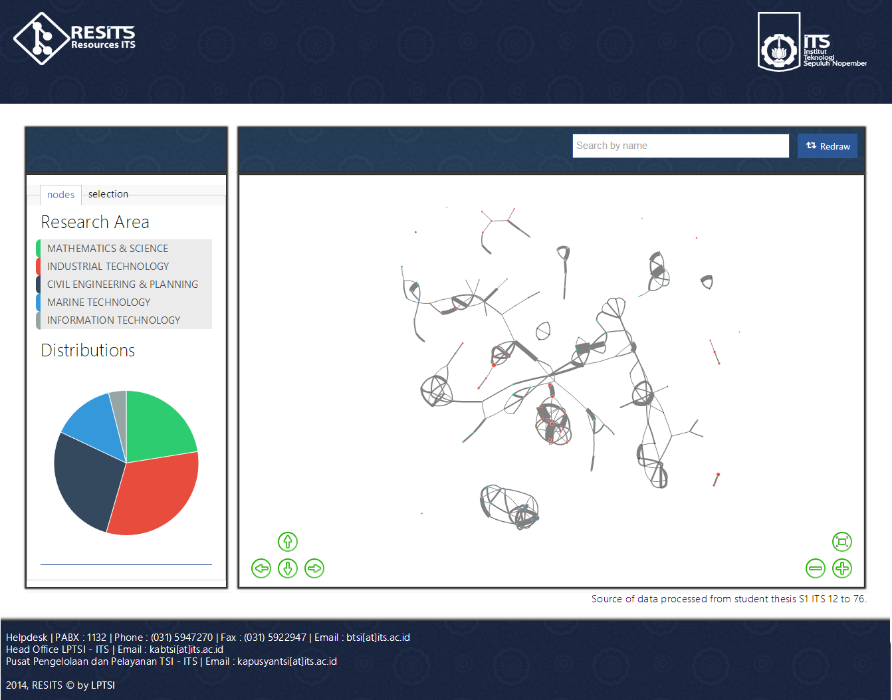 RESITS
Resources ITS
ITS
Institut
Teknologi
Sepuluh Nopember
Search by name
Redraw
nodes
selection
Research Area
MATHEMATICS & SCIENCE
INDUSTRIAL TECHNOLOGY
CIVIL ENGINEERING & PLANNING
MARINE TECHNOLOGY
INFORMATION TECHNOLOGY
Distributions
Source of data processed from student thesis S1 ITS 12 to 76.
Helpdesk | PABX : 1132 | Phone : (031) 5947270 | Fax : (031) 5922947 | Email : btsi[at]its.ac.id
Head Office LPTSI - ITS | Email : kabtsi[at]its.ac.id
Pusat Pengelolaan dan Pelayanan TSI - ITS | Email : kapusyantsi[at]its.ac.id
2014, RESITS © by LPTSI